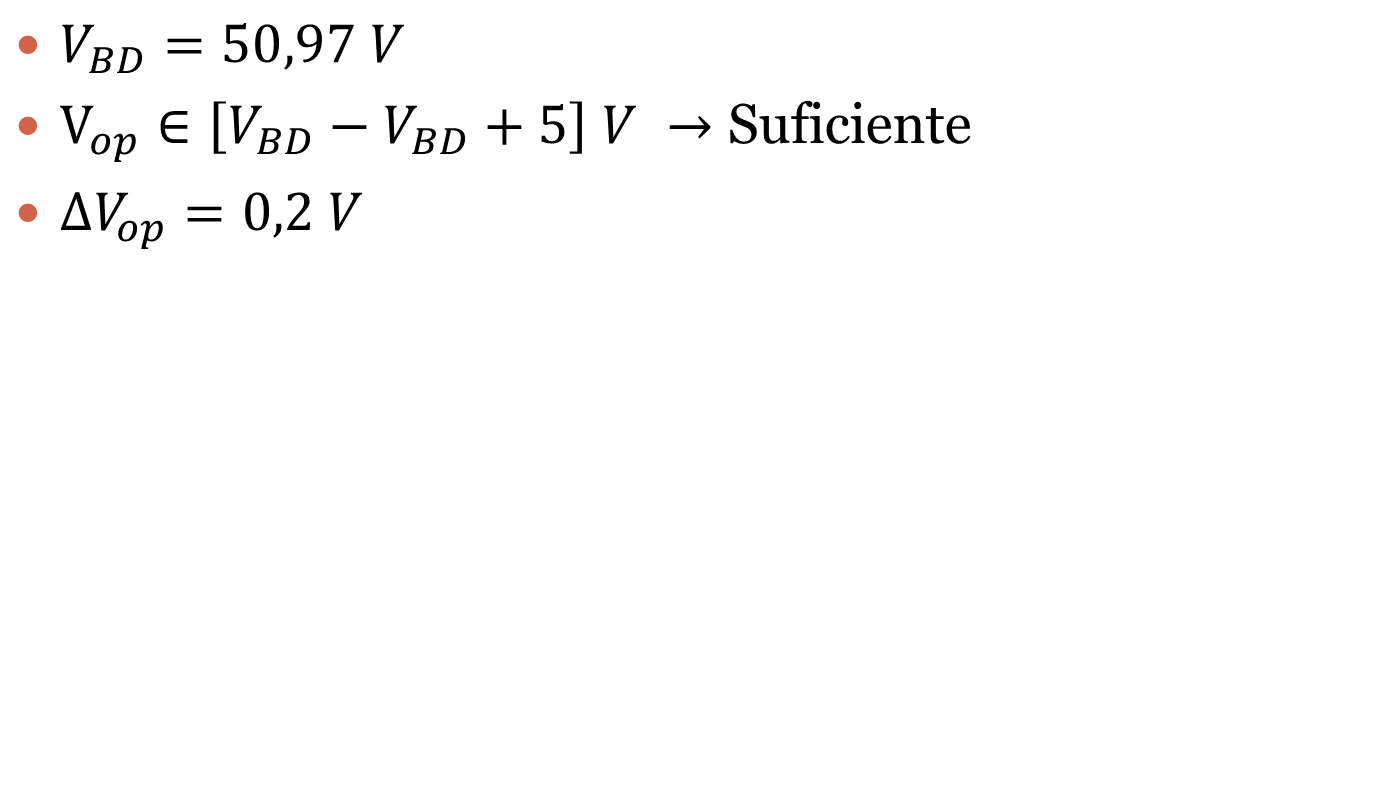 • V_BD = 50,97 V
• V_op ∈ [V_BD − V_BD + 5] V → Suficiente
• ΔV_op = 0,2 V